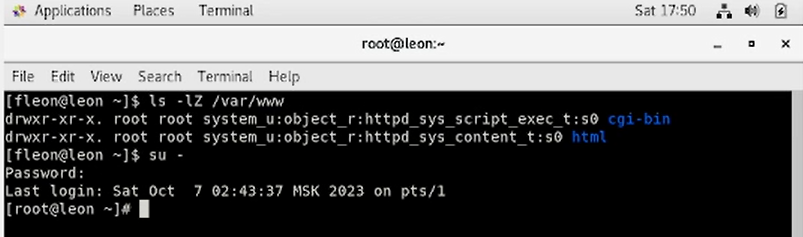 Applications Places Terminal Sat 17:50
root@leon:~
File Edit View Search Terminal Help
[fleon@leon ~]$ ls -lZ /var/www
drwxr-xr-x. root root system_u:object_r:httpd_sys_script_exec_t:s0 cgi-bin
drwxr-xr-x. root root system_u:object_r:httpd_sys_content_t:s0 html
[fleon@leon ~]$ su -
Password:
Last login: Sat Oct  7 02:43:37 MSK 2023 on pts/1
[root@leon ~]#